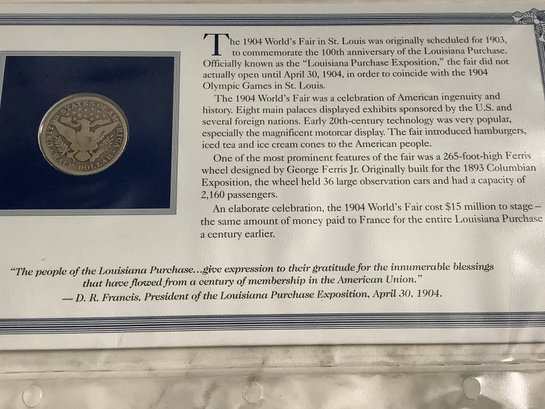 The 1904 World's Fair in St. Louis was originally scheduled for 1903,
to commemorate the 100th anniversary of the Louisiana Purchase.
Officially known as the "Louisiana Purchase Exposition," the fair did not
actually open until April 30, 1904, in order to coincide with the 1904
Olympic Games in St. Louis.
The 1904 World's Fair was a celebration of American ingenuity and
history. Eight main palaces displayed exhibits sponsored by the U.S. and
several foreign nations. Early 20th-century technology was very popular,
especially the magnificent motorcar display. The fair introduced hamburgers,
iced tea and ice cream cones to the American people.
One of the most prominent features of the fair was a 265-foot-high Ferris
wheel designed by George Ferris Jr. Originally built for the 1893 Columbian
Exposition, the wheel held 36 large observation cars and had a capacity of
2,160 passengers.
An elaborate celebration, the 1904 World's Fair cost $15 million to stage –
the same amount of money paid to France for the entire Louisiana Purchase
a century earlier.
"The people of the Louisiana Purchase...give expression to their gratitude for the innumerable blessings
that have flowed from a century of membership in the American Union."
— D. R. Francis, President of the Louisiana Purchase Exposition, April 30, 1904.
UNITED STATES OF AMERICA
HALF DOLLAR